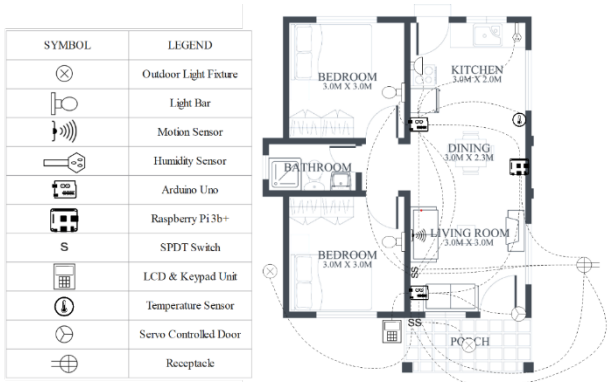 SYMBOL LEGEND
Outdoor Light Fixture
Light Bar
Motion Sensor
Humidity Sensor
Arduino Uno
Raspberry Pi 3b+
S SPDT Switch
LCD & Keypad Unit
Temperature Sensor
Servo Controlled Door
Receptacle
BEDROOM
3.0M X 3.0M
KITCHEN
3.0M X 2.0M
DINING
3.0M X 2.3M
BATHROOM
LIVING ROOM
3.0M X 3.0M
BEDROOM
3.0M X 3.0M
SS
SS
PORCH